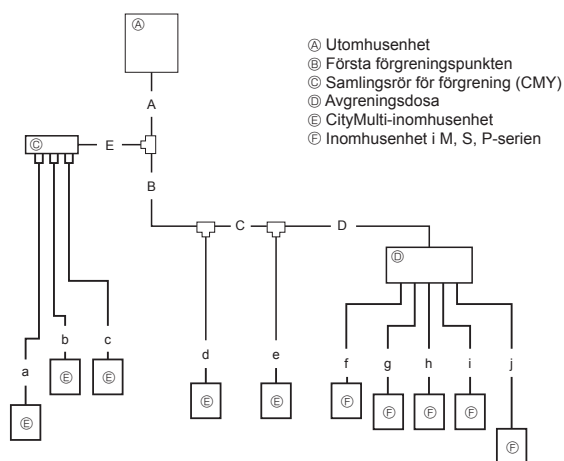 Ⓐ
Ⓐ Utomhusenhet
Ⓑ Första förgreningspunkten
Ⓒ Samlingsrör för förgrening (CMY)
Ⓓ Avgreningsdosa
Ⓔ CityMulti-inomhusenhet
Ⓕ Inomhusenhet i M, S, P-serien
A
Ⓒ
E
B
C
D
Ⓓ
a
b
c
d
e
f
g
h
i
j
Ⓔ
Ⓔ
Ⓔ
Ⓔ
Ⓔ
Ⓕ
Ⓕ
Ⓕ
Ⓕ
Ⓕ